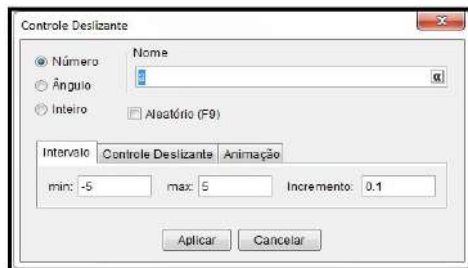 Controle Deslizante
Número
Ângulo
Inteiro
Nome
a
α
Aleatório (F9)
Intervalo Controle Deslizante Animação
min: -5 max: 5 Incremento: 0.1
Aplicar Cancelar